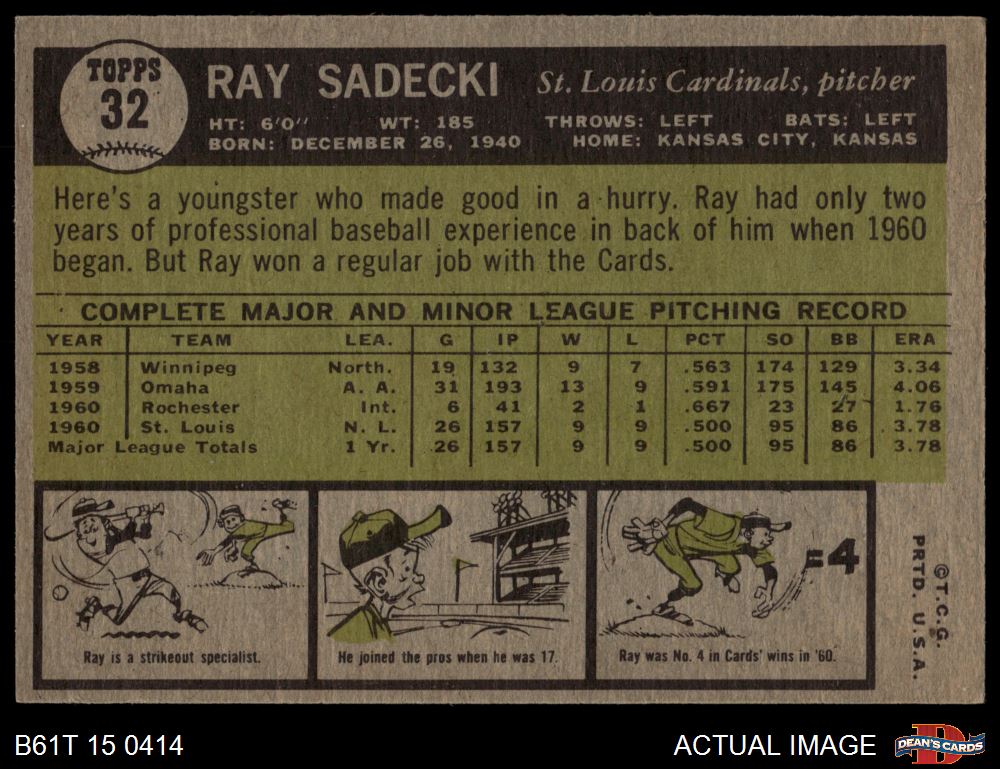 TOPPS
32
RAY SADECKI St. Louis Cardinals, pitcher
HT: 6'0" WT: 185 THROWS: LEFT BATS: LEFT
BORN: DECEMBER 26, 1940 HOME: KANSAS CITY, KANSAS
Here's a youngster who made good in a hurry. Ray had only two
years of professional baseball experience in back of him when 1960
began. But Ray won a regular job with the Cards.
COMPLETE MAJOR AND MINOR LEAGUE PITCHING RECORD
YEAR TEAM LEA. G IP W L PCT SO BB ERA
1958 Winnipeg North. 19 132 9 7 .563 174 129 3.34
1959 Omaha A. A. 31 193 13 9 .591 175 145 4.06
1960 Rochester Int. 6 41 2 1 .667 23 27 1.76
1960 St. Louis N. L. 26 157 9 9 .500 95 86 3.78
Major League Totals 1 Yr. 26 157 9 9 .500 95 86 3.78
=4
Ray is a strikeout specialist.
He joined the pros when he was 17.
Ray was No. 4 in Cards' wins in '60.
©T.C.G.
PRTD. U.S.A.
B61T 15 0414
ACTUAL IMAGE
D
DEAN'S CARDS